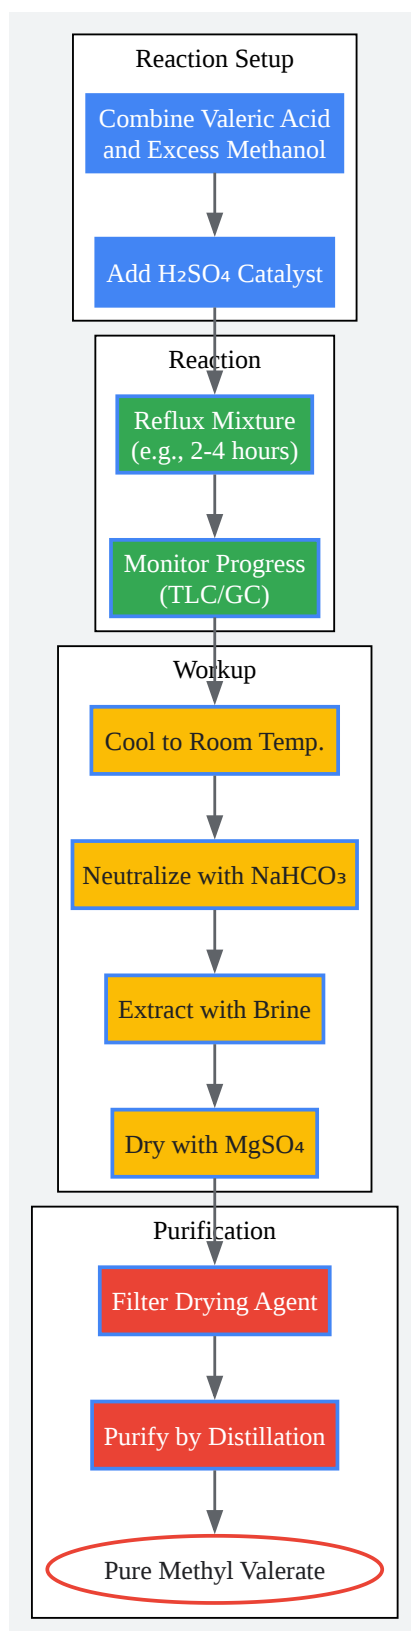 Reaction Setup
Combine Valeric Acid
and Excess Methanol
Add H₂SO₄ Catalyst
Reaction
Reflux Mixture
(e.g., 2-4 hours)
Monitor Progress
(TLC/GC)
Workup
Cool to Room Temp.
Neutralize with NaHCO₃
Extract with Brine
Dry with MgSO₄
Purification
Filter Drying Agent
Purify by Distillation
Pure Methyl Valerate